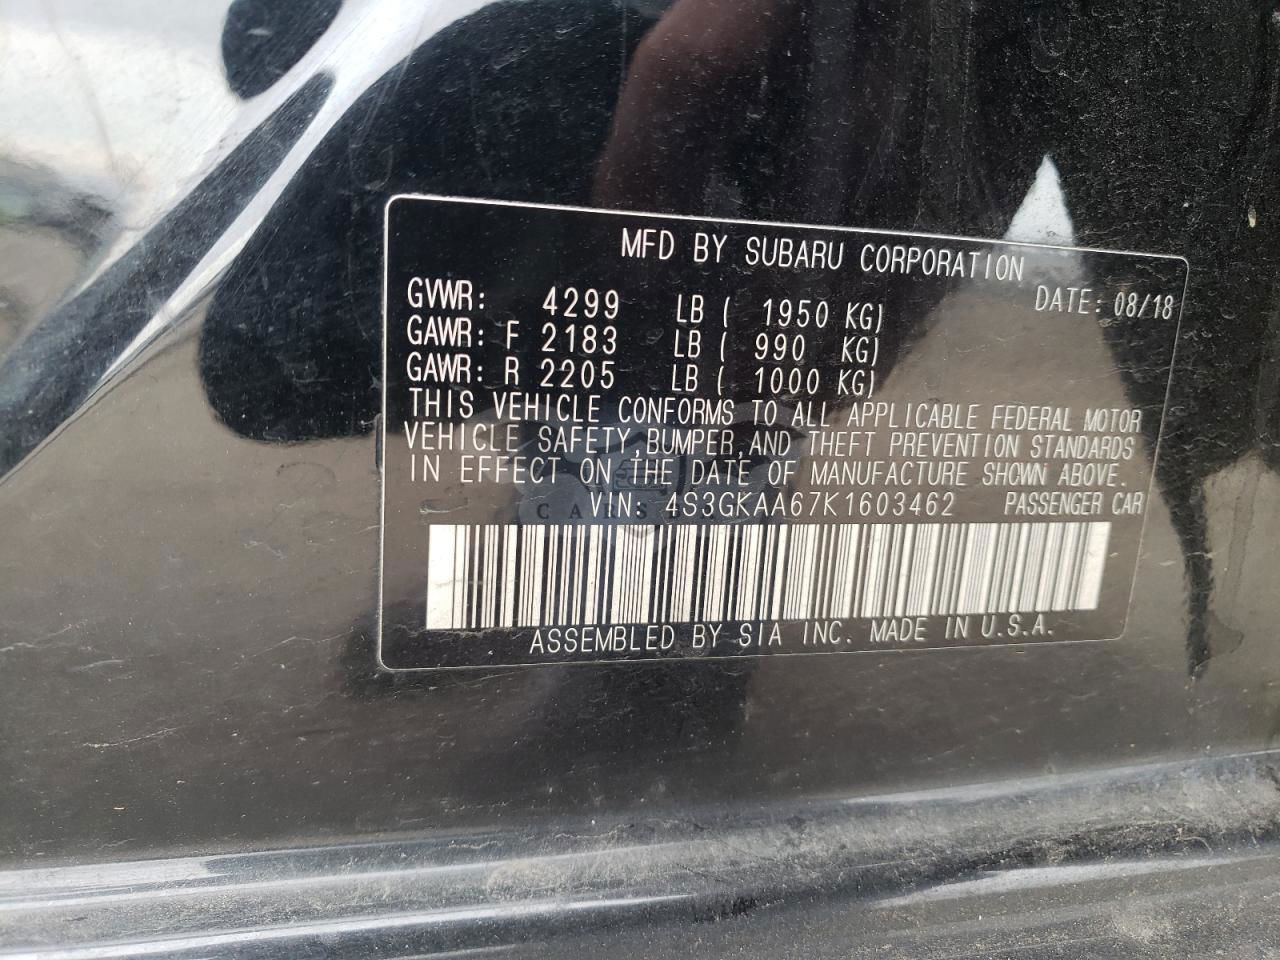 MFD BY SUBARU CORPORATION
GVWR: 4299 LB ( 1950 KG) DATE: 08/18
GAWR: F 2183 LB ( 990 KG)
GAWR: R 2205 LB ( 1000 KG)
THIS VEHICLE CONFORMS TO ALL APPLICABLE FEDERAL MOTOR
VEHICLE SAFETY, BUMPER, AND THEFT PREVENTION STANDARDS
IN EFFECT ON THE DATE OF MANUFACTURE SHOWN ABOVE.
VIN: 4S3GKAA67K1603462 PASSENGER CAR
ASSEMBLED BY SIA INC. MADE IN U.S.A.